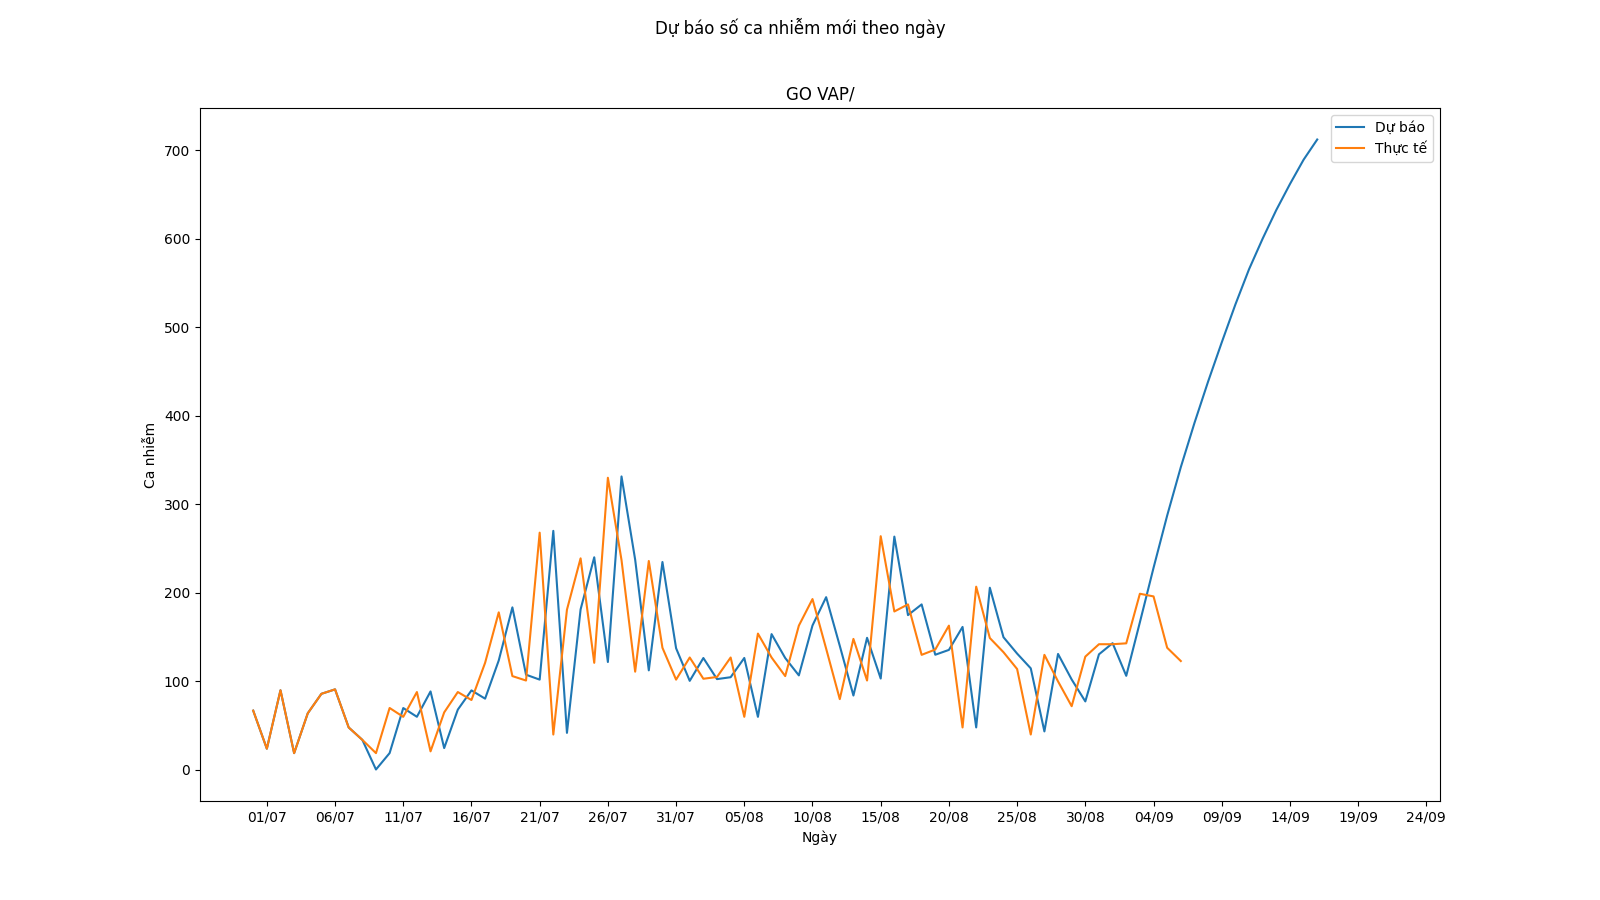 Dự báo số ca nhiễm mới theo ngày
GO VAP/
Dự báo
Thực tế
700
600
500
400
300
200
100
0
Ca nhiễm
01/07 06/07 11/07 16/07 21/07 26/07 31/07 05/08 10/08 15/08 20/08 25/08 30/08 04/09 09/09 14/09 19/09 24/09
Ngày